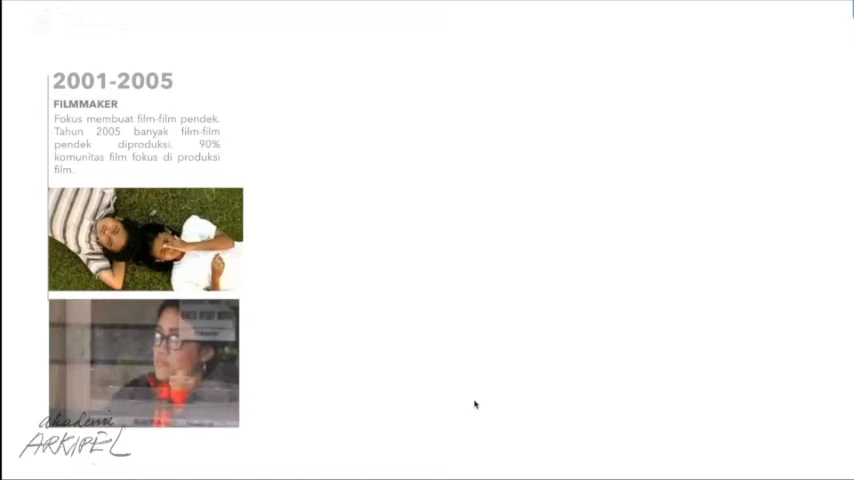 2001-2005
FILMMAKER
Fokus membuat film-film pendek.
Tahun 2005 banyak film-film
pendek diproduksi. 90%
komunitas film fokus di produksi
film.
akademi
ARKIPEL